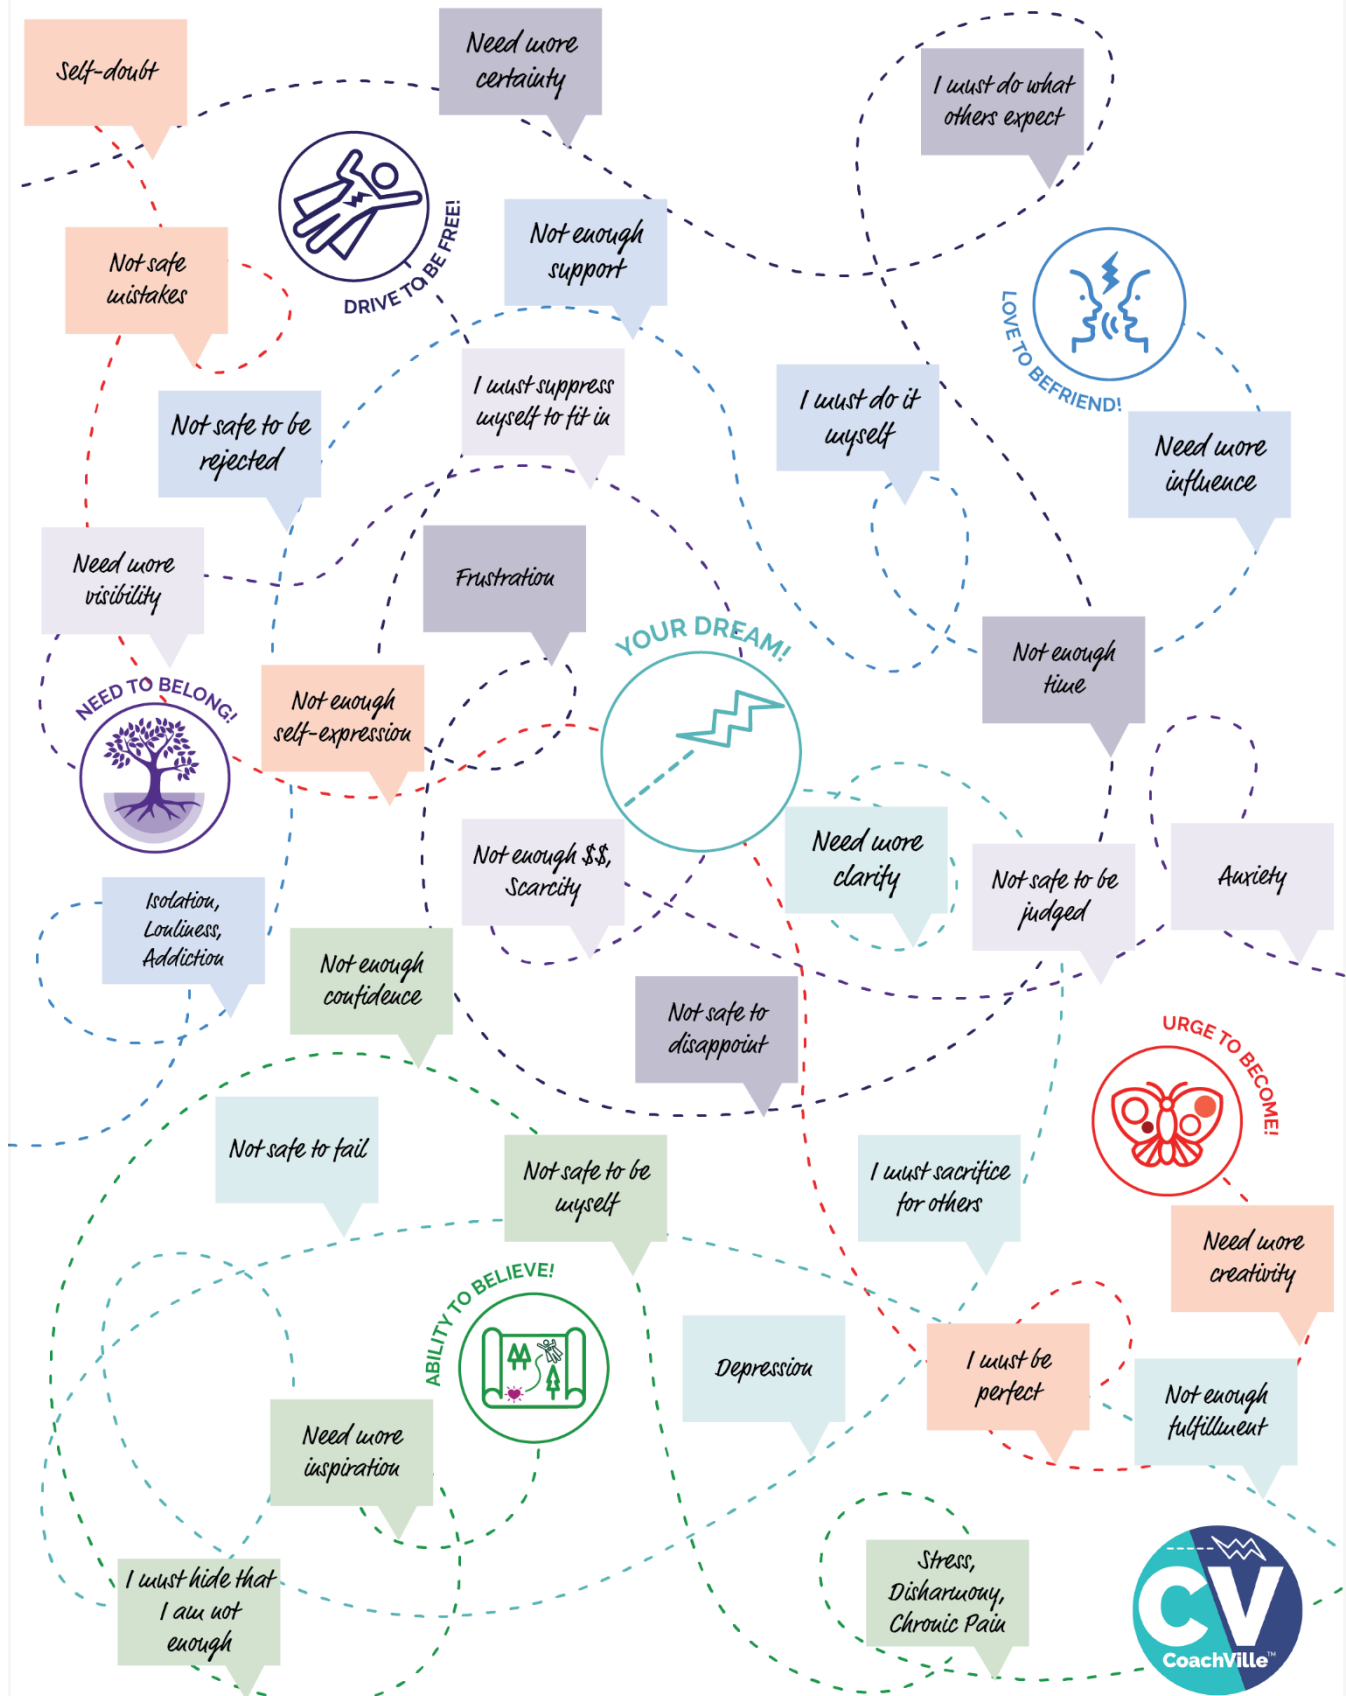 Self-doubt
Need more
certainty
I must do what
others expect
DRIVE TO BE FREE!
Not enough
support
Not safe
mistakes
LOVE TO BEFRIEND!
I must suppress
myself to fit in
I must do it
myself
Not safe to be
rejected
Need more
influence
Need more
visibility
Frustration
YOUR DREAM!
Not enough
time
NEED TO BELONG!
Not enough
self-expression
Not enough $$,
Scarcity
Need more
clarify
Not safe to be
judged
Anxiety
Isolation,
Lonliness,
Addiction
Not enough
confidence
Not safe to
disappoint
URGE TO BECOME!
Not safe to fail
Not safe to be
myself
I must sacrifice
for others
Need more
creativity
ABILITY TO BELIEVE!
Depression
I must be
perfect
Not enough
fulfillment
Need more
inspiration
I must hide that
I am not
enough
Stress,
Disharmony,
Chronic Pain
CV
CoachVille™